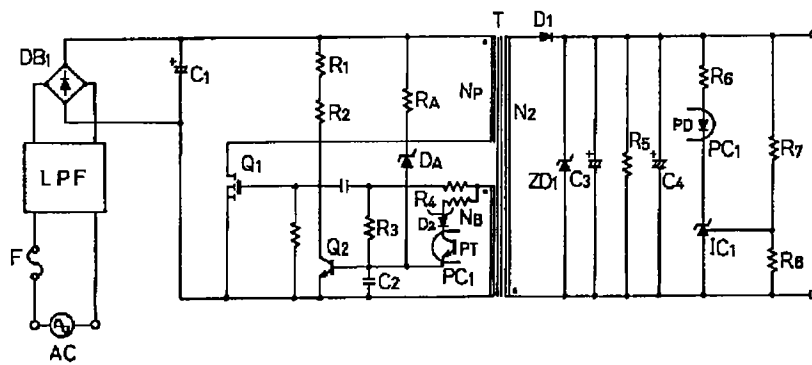 T
D1
DB1
C1
R1
R2
RA
NP
N2
R6
PD
PC1
R5
R7
Q1
DA
ZD1
C3
C4
LPF
R4
NB
D2
R3
PT
IC1
F
Q2
C2
PC1
R8
AC